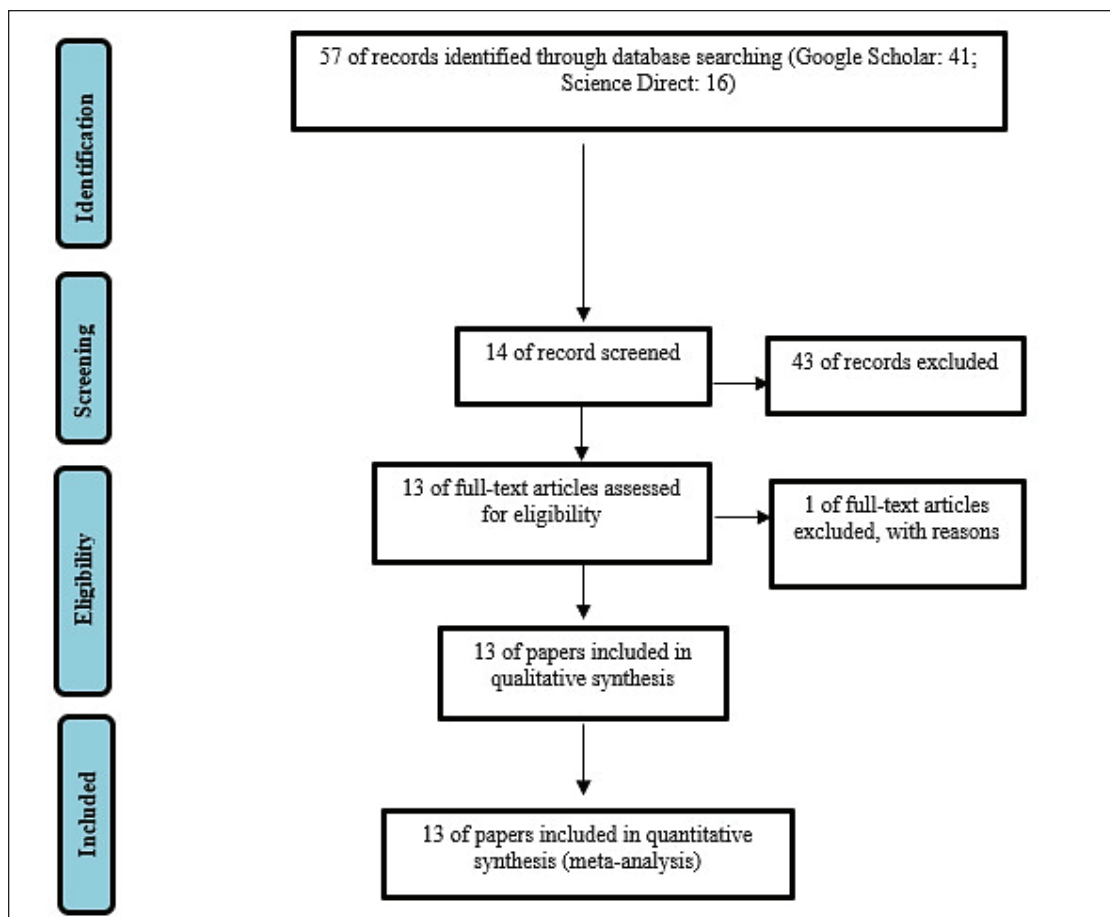 Identification
57 of records identified through database searching (Google Scholar: 41;
Science Direct: 16)
Screening
14 of record screened
43 of records excluded
Eligibility
13 of full-text articles assessed
for eligibility
1 of full-text articles
excluded, with reasons
13 of papers included in
qualitative synthesis
Included
13 of papers included in quantitative
synthesis (meta-analysis)